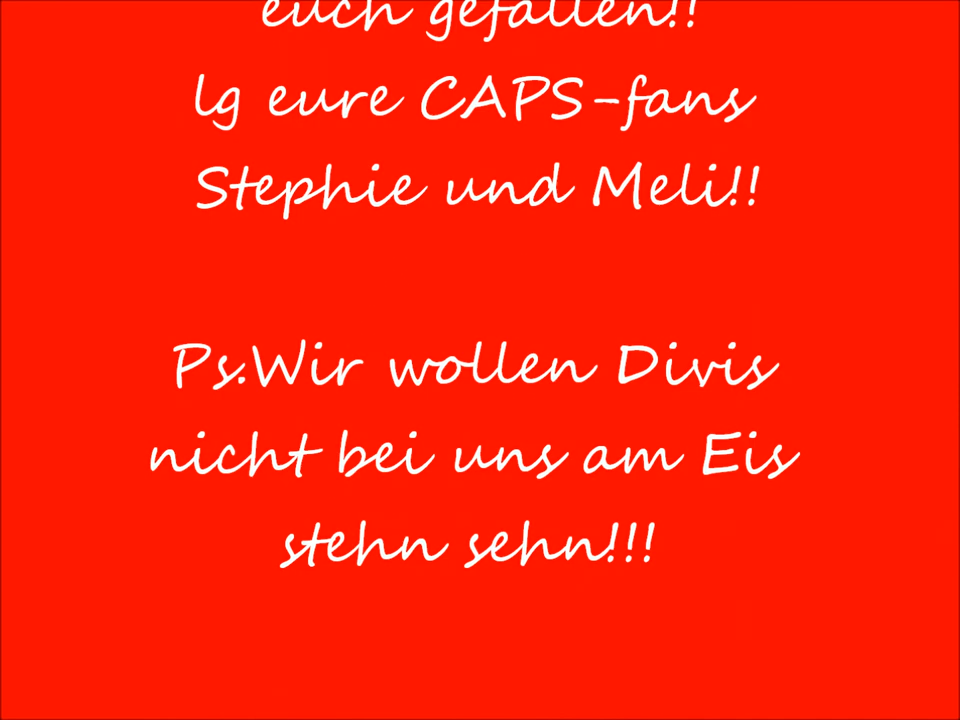 euch gefallen!!
lg eure CAPS-fans
Stephie und Meli!!
Ps.Wir wollen Divis
nicht bei uns am Eis
stehn sehn!!!